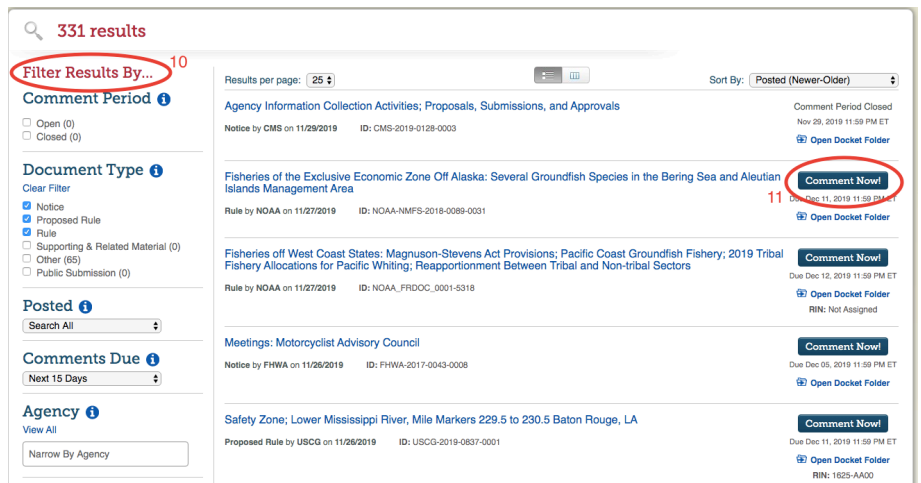 331 results
Filter Results By...
10
Comment Period
Open (0)
Closed (0)
Document Type
Clear Filter
Notice
Proposed Rule
Rule
Supporting & Related Material (0)
Other (65)
Public Submission (0)
Posted
Search All
Comments Due
Next 15 Days
Agency
View All
Narrow By Agency
Results per page: 25
Sort By: Posted (Newer-Older)
Agency Information Collection Activities; Proposals, Submissions, and Approvals
Notice by CMS on 11/29/2019 ID: CMS-2019-0128-0003
Comment Period Closed
Nov 29, 2019 11:59 PM ET
Open Docket Folder
Fisheries of the Exclusive Economic Zone Off Alaska: Several Groundfish Species in the Bering Sea and Aleutian
Islands Management Area
Rule by NOAA on 11/27/2019 ID: NOAA-NMFS-2018-0089-0031
Comment Now!
11
Due Dec 11, 2019 11:59 PM ET
Open Docket Folder
Fisheries off West Coast States: Magnuson-Stevens Act Provisions; Pacific Coast Groundfish Fishery; 2019 Tribal
Fishery Allocations for Pacific Whiting; Reapportionment Between Tribal and Non-tribal Sectors
Rule by NOAA on 11/27/2019 ID: NOAA_FRDOC_0001-5318
Comment Now!
Due Dec 12, 2019 11:59 PM ET
Open Docket Folder
RIN: Not Assigned
Meetings: Motorcyclist Advisory Council
Notice by FHWA on 11/26/2019 ID: FHWA-2017-0043-0008
Comment Now!
Due Dec 05, 2019 11:59 PM ET
Open Docket Folder
Safety Zone; Lower Mississippi River, Mile Markers 229.5 to 230.5 Baton Rouge, LA
Proposed Rule by USCG on 11/26/2019 ID: USCG-2019-0837-0001
Comment Now!
Due Dec 11, 2019 11:59 PM ET
Open Docket Folder
RIN: 1625-AA00